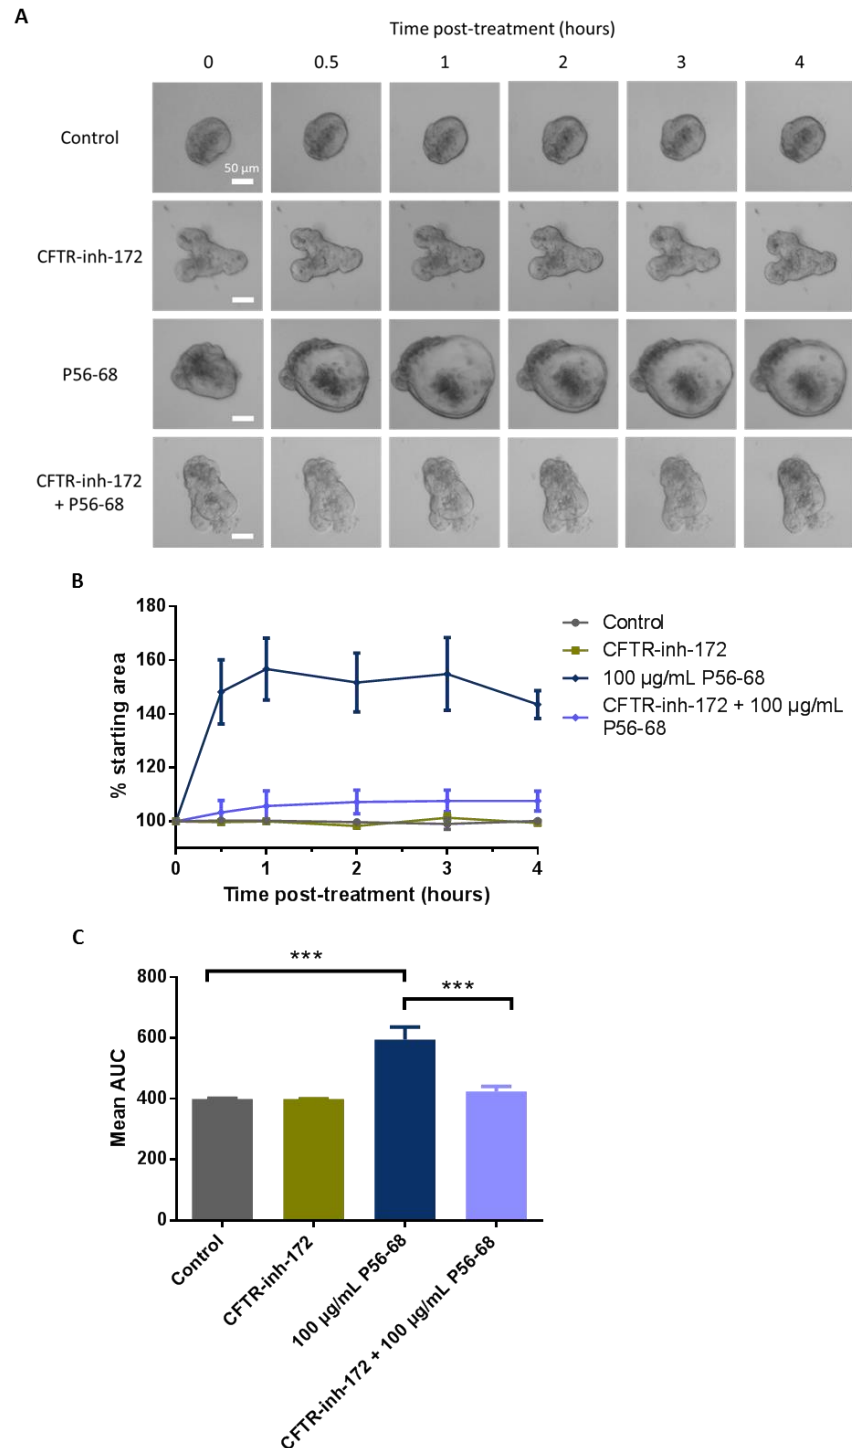 A
Time post-treatment (hours)
0 0.5 1 2 3 4
Control
50 µm
CFTR-inh-172
P56-68
CFTR-inh-172
+ P56-68
B
180
160
140
120
100
% starting area
0 1 2 3 4
Time post-treatment (hours)
Control
CFTR-inh-172
100 µg/mL P56-68
CFTR-inh-172 + 100 µg/mL
P56-68
C
***
***
800
600
400
200
0
Mean AUC
Control
CFTR-inh-172
100 µg/mL P56-68
CFTR-inh-172 + 100 µg/mL P56-68